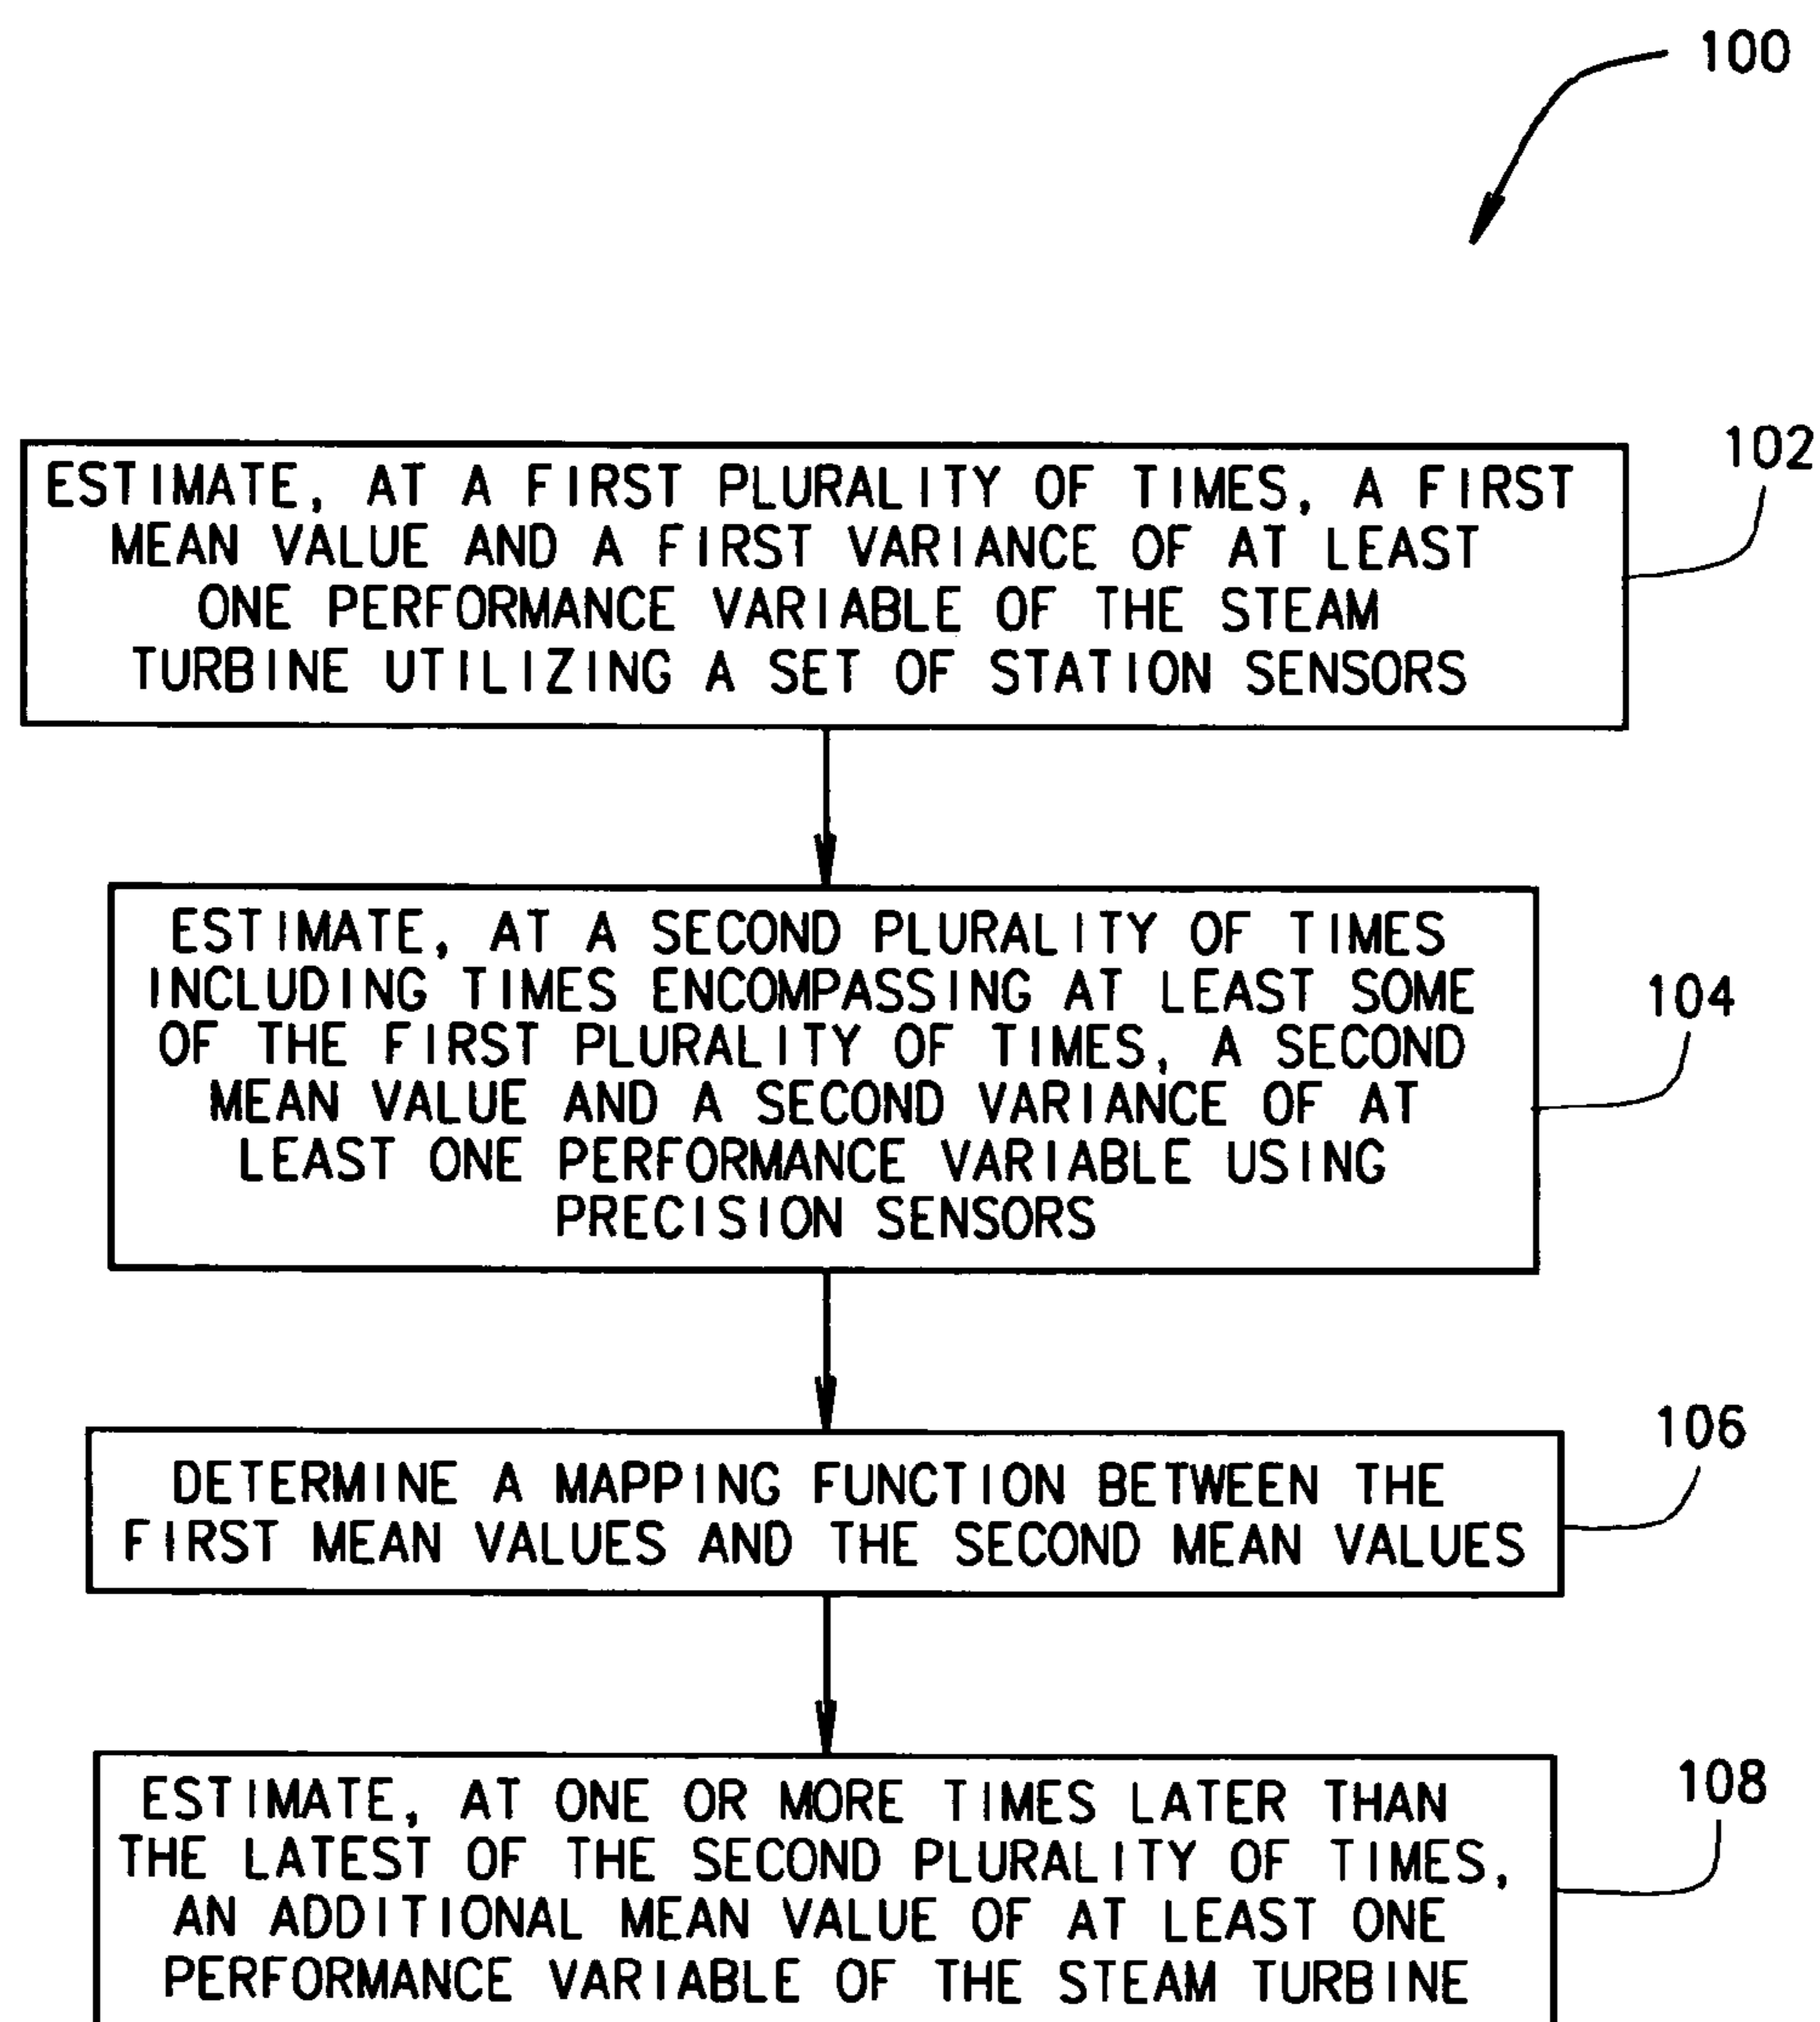 100
102
ESTIMATE, AT A FIRST PLURALITY OF TIMES, A FIRST
MEAN VALUE AND A FIRST VARIANCE OF AT LEAST
ONE PERFORMANCE VARIABLE OF THE STEAM
TURBINE UTILIZING A SET OF STATION SENSORS
104
ESTIMATE, AT A SECOND PLURALITY OF TIMES
INCLUDING TIMES ENCOMPASSING AT LEAST SOME
OF THE FIRST PLURALITY OF TIMES, A SECOND
MEAN VALUE AND A SECOND VARIANCE OF AT
LEAST ONE PERFORMANCE VARIABLE USING
PRECISION SENSORS
106
DETERMINE A MAPPING FUNCTION BETWEEN THE
FIRST MEAN VALUES AND THE SECOND MEAN VALUES
108
ESTIMATE, AT ONE OR MORE TIMES LATER THAN
THE LATEST OF THE SECOND PLURALITY OF TIMES,
AN ADDITIONAL MEAN VALUE OF AT LEAST ONE
PERFORMANCE VARIABLE OF THE STEAM TURBINE